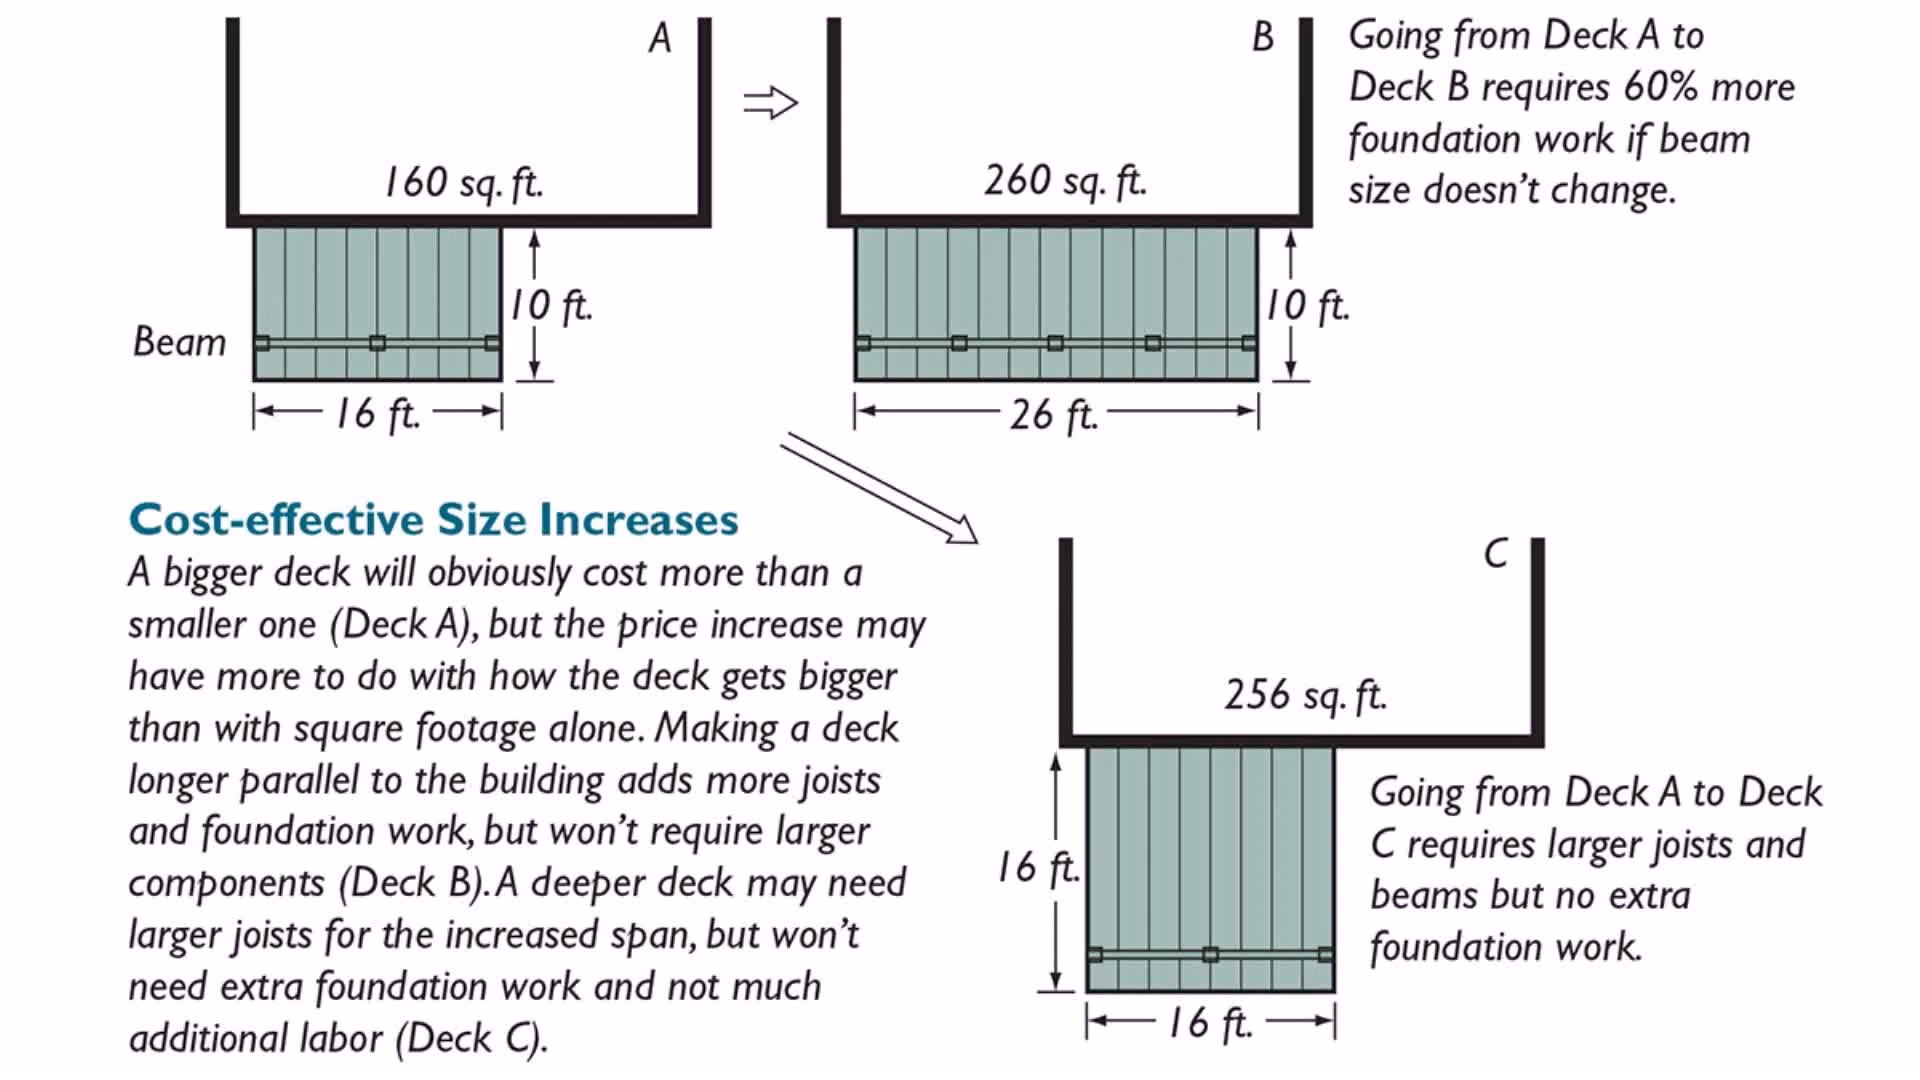 A
160 sq. ft.
10 ft.
Beam
16 ft.
B
260 sq. ft.
10 ft.
26 ft.
Going from Deck A to
Deck B requires 60% more
foundation work if beam
size doesn’t change.
Cost-effective Size Increases
A bigger deck will obviously cost more than a
smaller one (Deck A), but the price increase may
have more to do with how the deck gets bigger
than with square footage alone. Making a deck
longer parallel to the building adds more joists
and foundation work, but won’t require larger
components (Deck B). A deeper deck may need
larger joists for the increased span, but won’t
need extra foundation work and not much
additional labor (Deck C).
C
256 sq. ft.
16 ft.
16 ft.
Going from Deck A to Deck
C requires larger joists and
beams but no extra
foundation work.